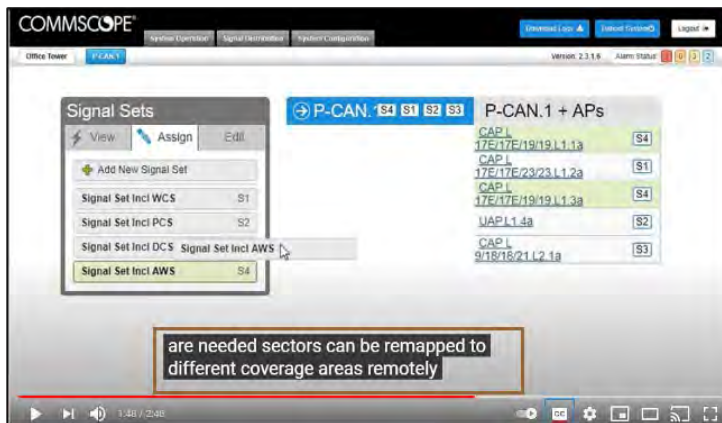 COMMSCOPE®
System Operation Signal Distribution System Configuration
Logout
Office Tower P-CAN.1 Version: 2.3.1.6 Alarm Status:
Signal Sets
View Assign Edit
Add New Signal Set
Signal Set Incl WCS S1
Signal Set Incl PCS S2
Signal Set Incl DCS Signal Set Incl AWS
Signal Set Incl AWS S4
P-CAN.1 S4 S1 S2 S3
P-CAN.1 + APs
CAP L
17E/17E/19/19 L1.1a S4
CAP L
17E/17E/23/23 L1.2a S1
CAP L
17E/17E/19/19 L1.3a S4
UAP L1.4a S2
CAP L
9/18/18/21 L2.1a S3
are needed sectors can be remapped to
different coverage areas remotely
1:48 / 2:48
CC